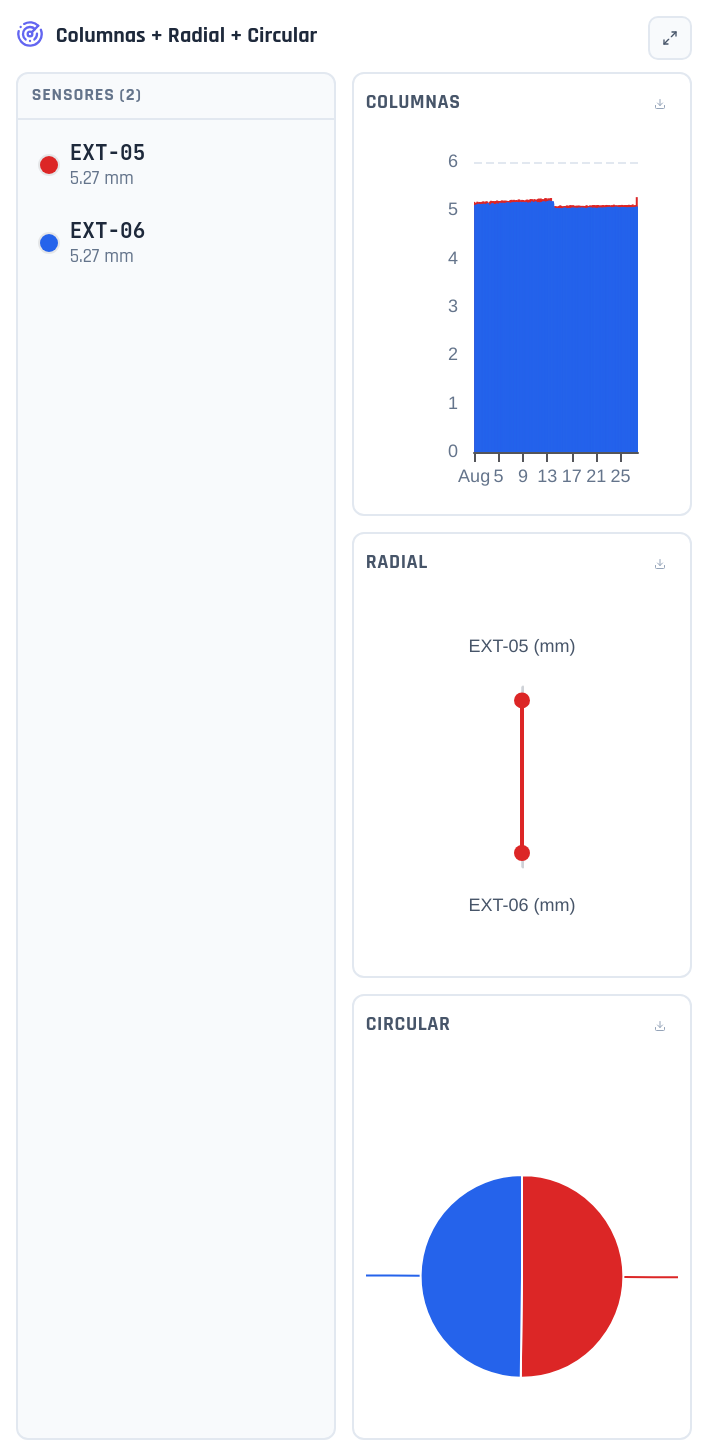 Columnas + Radial + Circular
SENSORES (2)
EXT-05
5.27 mm
EXT-06
5.27 mm
COLUMNAS
6
5
4
3
2
1
0
Aug 5 9 13 17 21 25
RADIAL
EXT-05 (mm)
EXT-06 (mm)
CIRCULAR